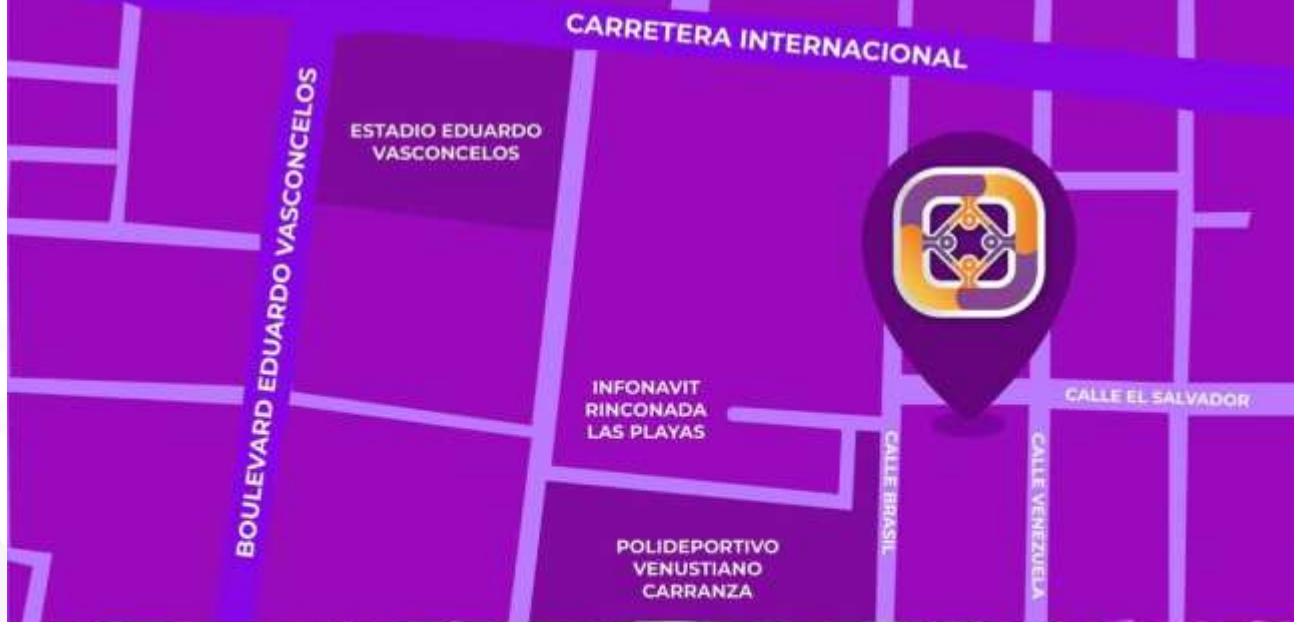 CARRETERA INTERNACIONAL
BOULEVARD EDUARDO VASCONCELOS
ESTADIO EDUARDO
VASCONCELOS
INFONAVIT
RINCONADA
LAS PLAYAS
CALLE EL SALVADOR
CALLE BRASIL
CALLE VENEZUELA
POLIDEPORTIVO
VENUSTIANO
CARRANZA